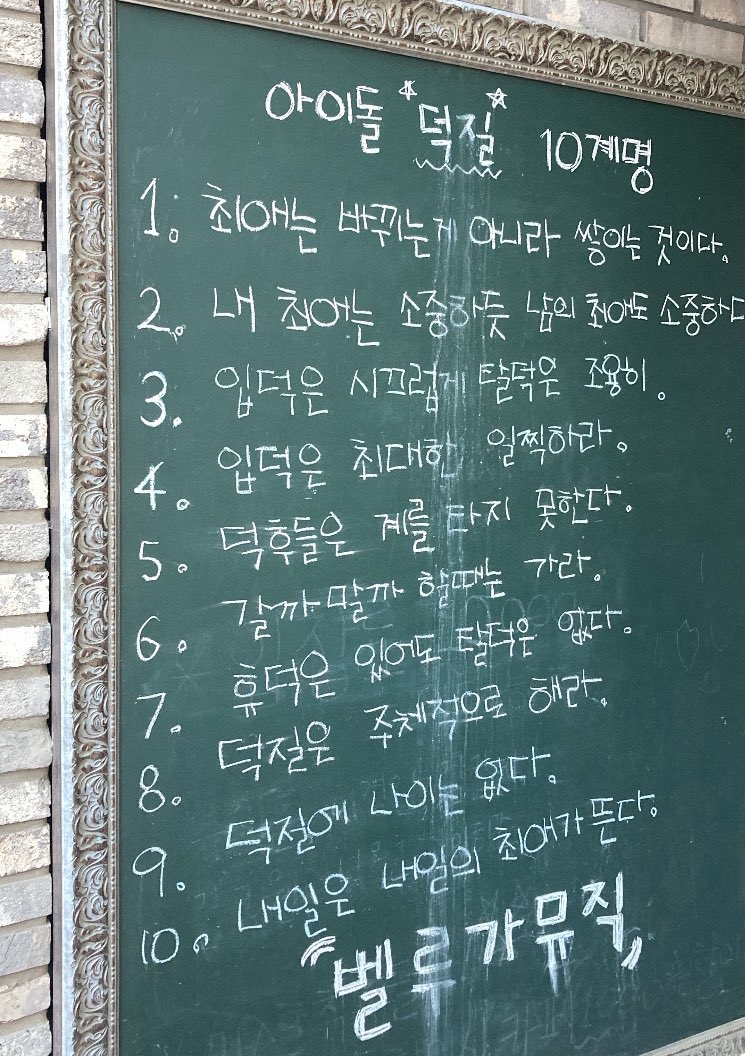 아이돌 "덕질" 10계명
1. 최애는 바뀌는게 아니라 쌓이는 것이다.
2. 내 최애는 소중하듯 남의 최애도 소중하다
3. 입덕은 시끄럽게 탈덕은 조용히.
4. 입덕은 최대한 일찍하라.
5. 덕후들은 계를 타지 못한다.
6. 갈까 말까 할때는 가라.
7. 휴덕은 있어도 탈덕은 없다.
8. 덕질은 주체적으로 해라.
9. 덕질에 나이는 없다.
10. 내일은 내일의 최애가 뜬다.
"벨루가뮤직"